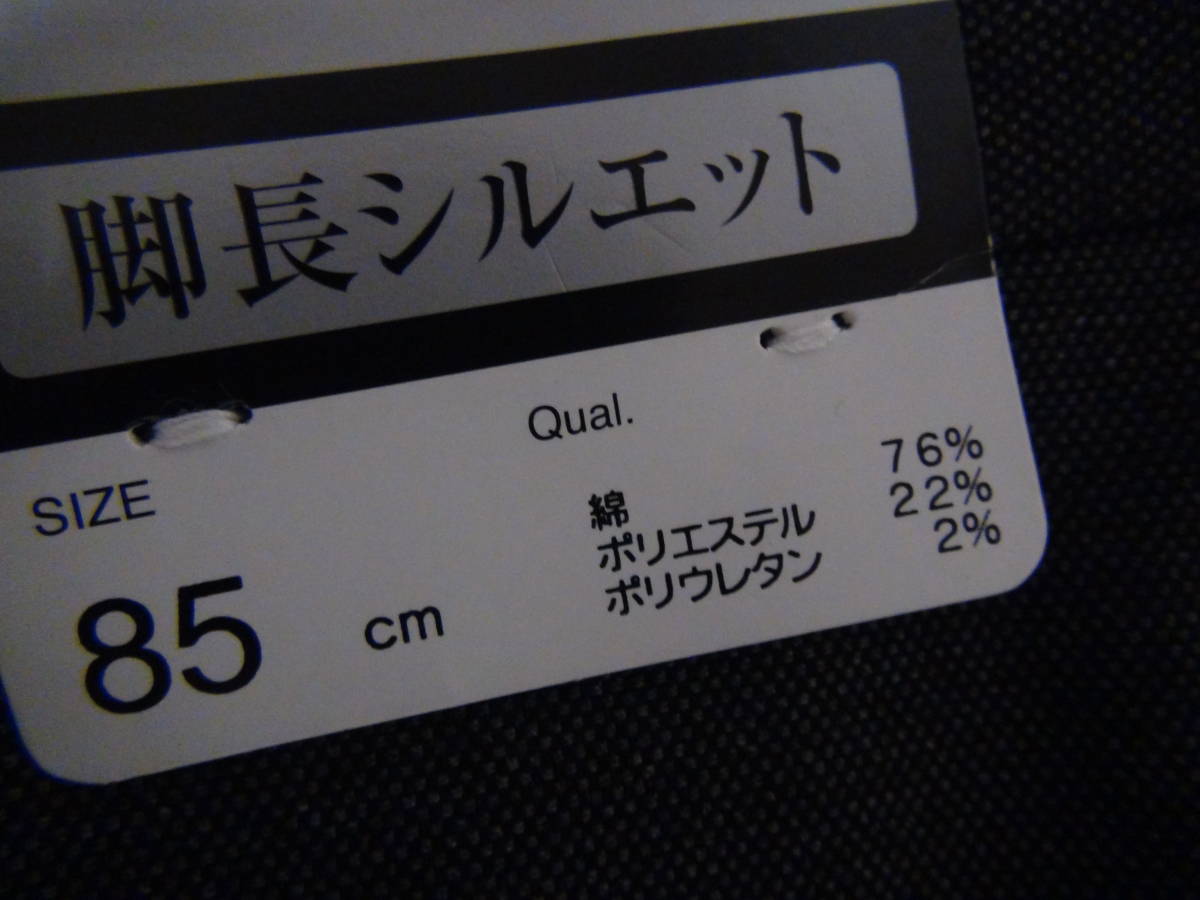 脚長シルエット
SIZE
85 cm
Qual.
綿 76%
ポリエステル 22%
ポリウレタン 2%